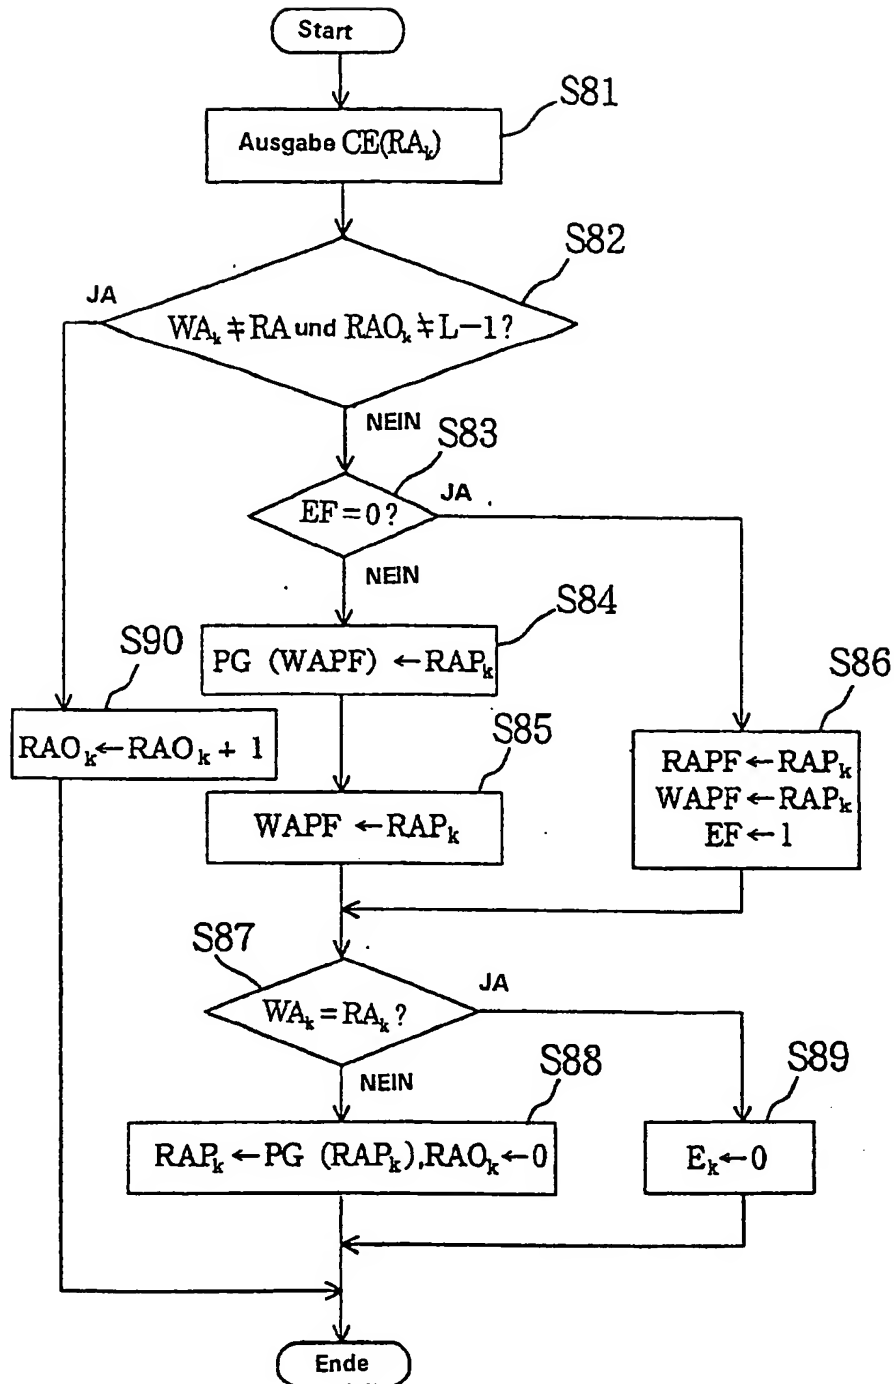 Start
S81
Ausgabe CE(RAₖ)
S82
JA
WAₖ ≠ RA und RAOₖ ≠ L−1?
NEIN
S83
EF=0?
JA
NEIN
S84
PG (WAPF) ← RAPₖ
S90
RAOₖ ← RAOₖ + 1
S85
WAPF ← RAPₖ
S86
RAPF ← RAPₖ
WAPF ← RAPₖ
EF ← 1
S87
WAₖ = RAₖ?
JA
NEIN
S88
RAPₖ ← PG (RAPₖ), RAOₖ ← 0
S89
Eₖ ← 0
Ende